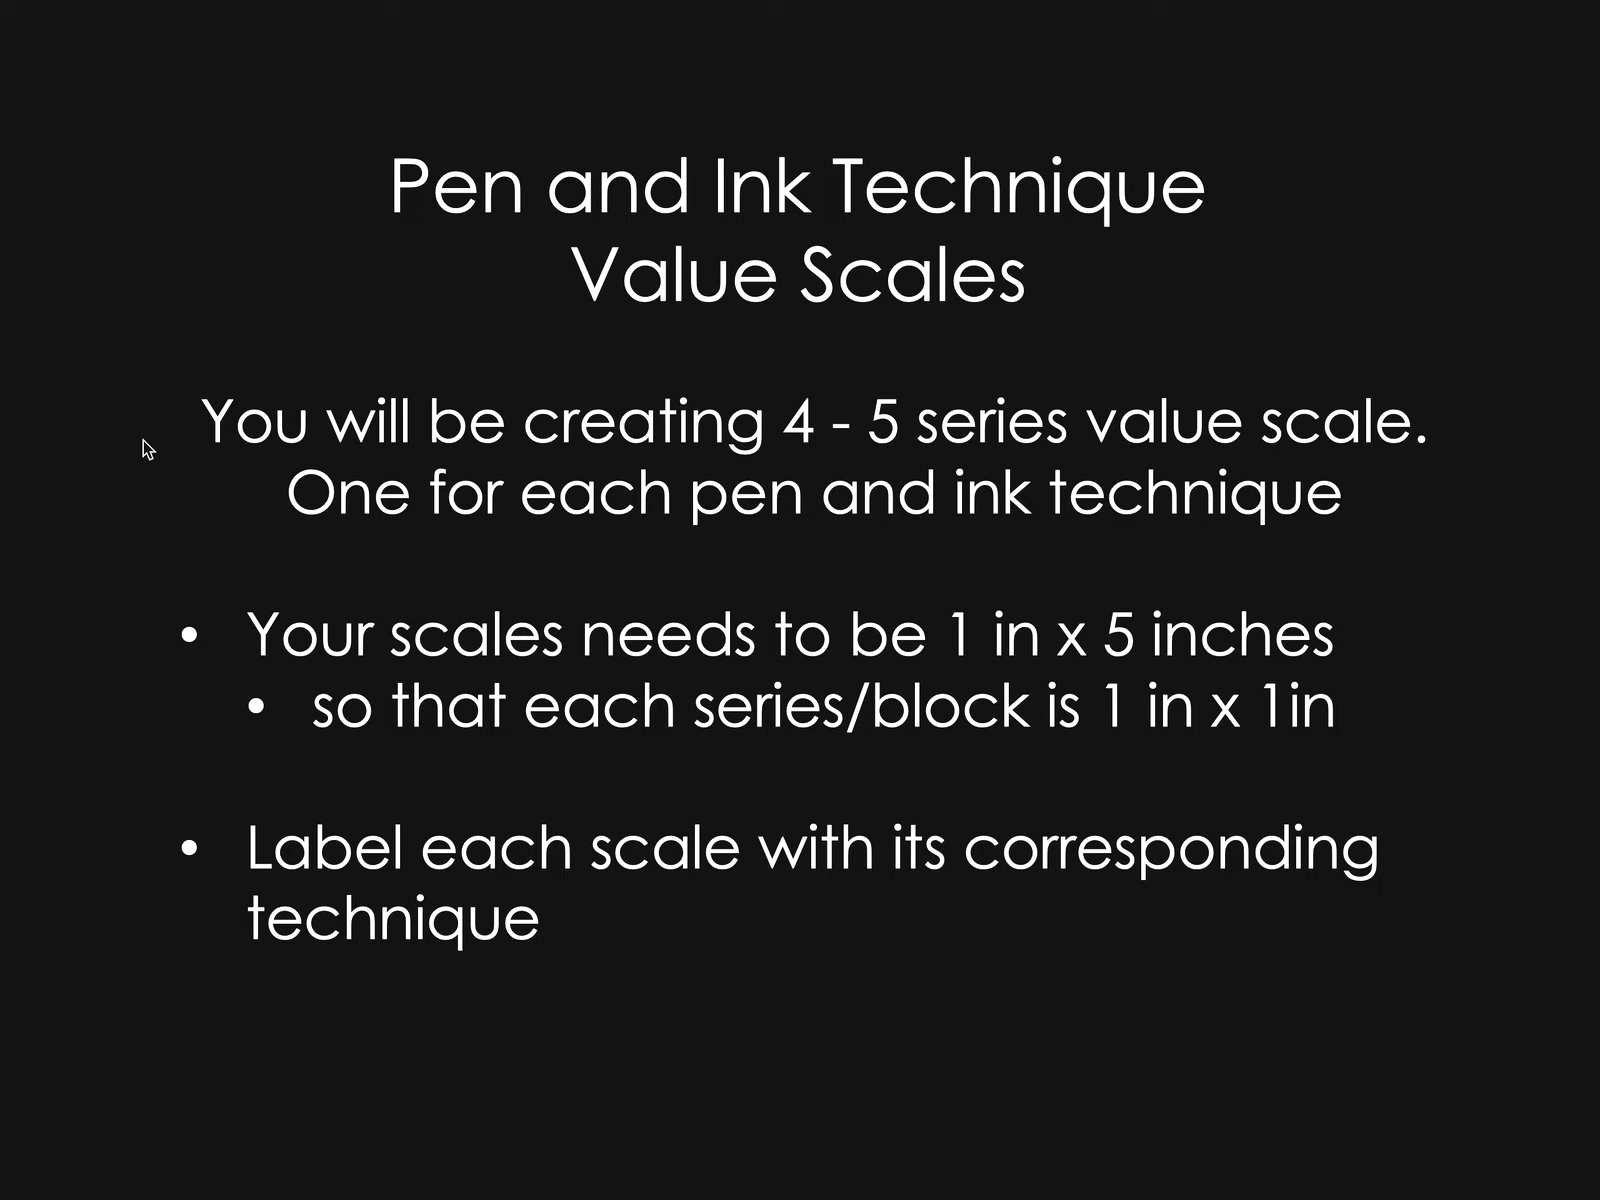 Pen and Ink Technique
Value Scales
You will be creating 4 - 5 series value scale.
One for each pen and ink technique
• Your scales needs to be 1 in x 5 inches
• so that each series/block is 1 in x 1in
• Label each scale with its corresponding
technique